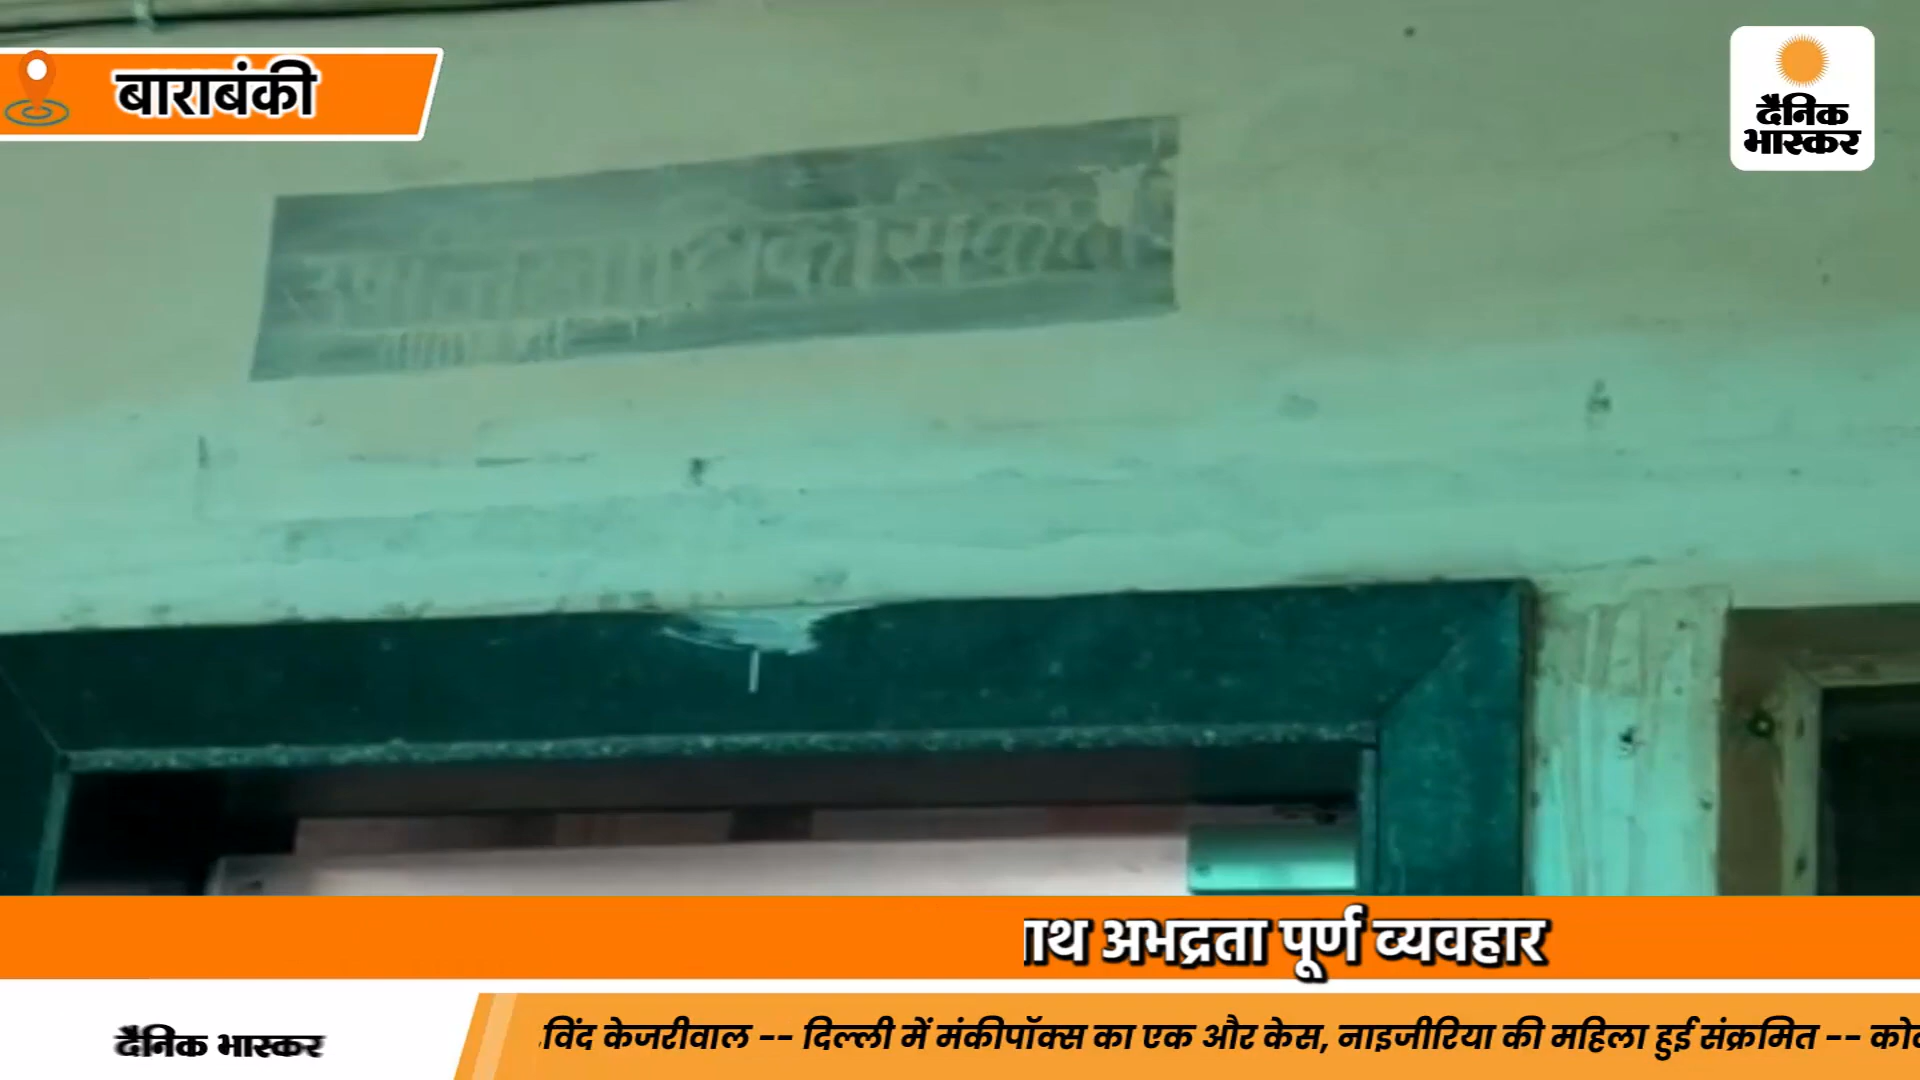 बाराबंकी
दैनिक
भास्कर
ाथ अभद्रता पूर्ण व्यवहार
दैनिक भास्कर
विंद केजरीवाल -- दिल्ली में मंकीपॉक्स का एक और केस, नाइजीरिया की महिला हुई संक्रमित -- को